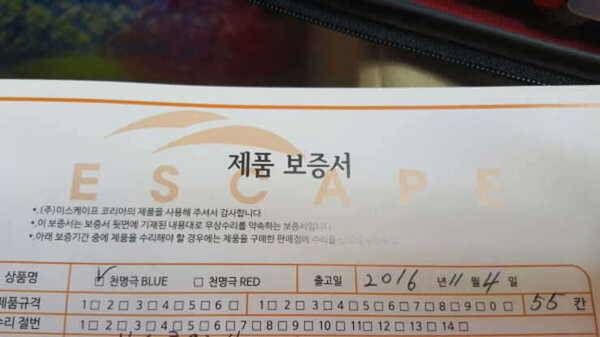 ESCAPE
제품 보증서
• (주)이스케이프 코리아의 제품을 사용해 주셔서 감사합니다
• 이 보증서는 보증서 뒷면에 기재된 내용대로 무상수리를 약속하는 보증서입니다
• 아래 보증기간 중에 제품을 수리해야 할 경우에는 제품을 구매한 판매점에 수리를
상품명 ☑ 천명극 BLUE □ 천명극 RED 출고일 2016 년 11 월 4 일
제품규격 1□ 2□ 3□ 4□ 5□ 6□ 1□ 2□ 3□ 4□ 5□ 6□ 7□ 8□ 9□ 0□ 55 칸
수리 절번 1□ 2□ 3□ 4□ 5□ 6□ 7□ 8□ 9□ 10□ 11□ 12□ 13□ 14□